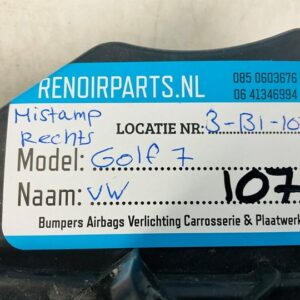 RENOIRPARTS.NL
085 0603676
06 41346994
Mistamp
Rechts
LOCATIE NR: 3-B1-10
Model: Golf 7
Naam: VW
107
Bumpers Airbags Verlichting Carrosserie & Plaatwerk